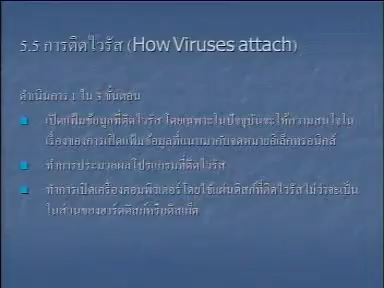 5.5 การติดไวรัส (How Viruses attach)
ดำเนินการ 1 ใน 3 ขั้นตอน
เปิดแฟ้มข้อมูลที่ติดไวรัส โดยเฉพาะในปัจจุบันจะให้ความสนใจใน
เรื่องของการเปิดแฟ้มข้อมูลที่แนบมากับจดหมายอิเล็กทรอนิกส์
ทำการประมวลผลโปรแกรมที่ติดไวรัส
ทำการเปิดเครื่องคอมพิวเตอร์ โดยใช้แผ่นดิสก์ที่ติดไวรัส ไม่ว่าจะเป็น
ในส่วนของฮาร์ดดิสก์หรือดิสเก็ต